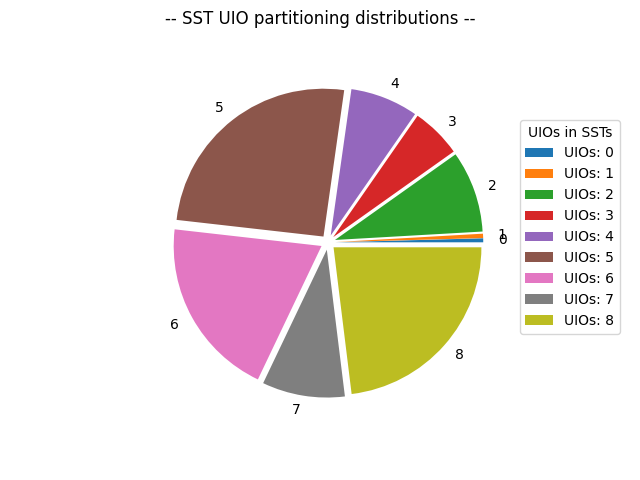 -- SST UIO partitioning distributions --
4
5
3
2
1
0
6
8
7
UIOs in SSTs
UIOs: 0
UIOs: 1
UIOs: 2
UIOs: 3
UIOs: 4
UIOs: 5
UIOs: 6
UIOs: 7
UIOs: 8